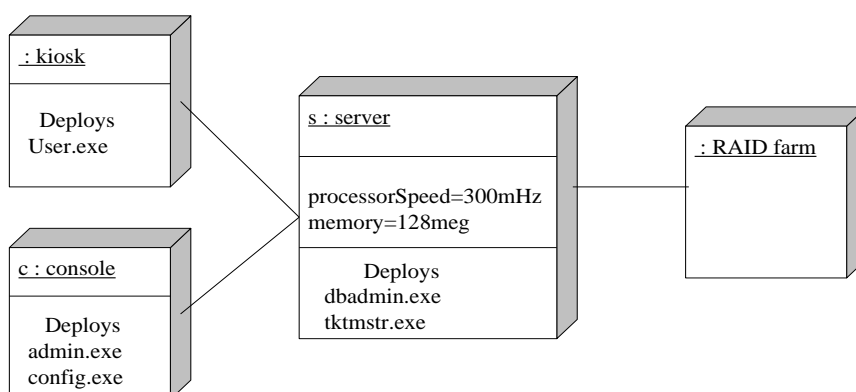 : kiosk
Deploys
User.exe
c : console
Deploys
admin.exe
config.exe
s : server
processorSpeed=300mHz
memory=128meg
Deploys
dbadmin.exe
tktmstr.exe
: RAID farm